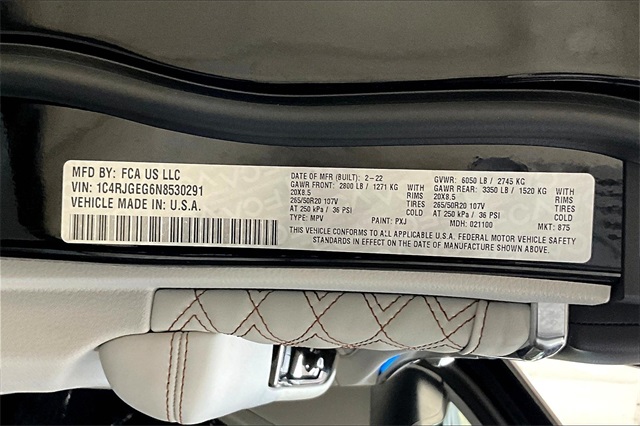 MFD BY: FCA US LLC
VIN: 1C4RJGEG6N8530291
VEHICLE MADE IN: U.S.A.
DATE OF MFR (BUILT): 2-22 GVWR: 6050 LB / 2745 KG
GAWR FRONT: 2800 LB / 1271 KG WITH GAWR REAR: 3350 LB / 1520 KG WITH
20X8.5 RIMS 20X8.5 RIMS
265/50R20 107V TIRES 265/50R20 107V TIRES
AT 250 kPa / 36 PSI COLD AT 250 kPa / 36 PSI COLD
TYPE: MPV PAINT: PXJ MDH: 021100 MKT: 875
THIS VEHICLE CONFORMS TO ALL APPLICABLE U.S.A. FEDERAL MOTOR VEHICLE SAFETY
STANDARDS IN EFFECT ON THE DATE OF MANUFACTURE SHOWN ABOVE.